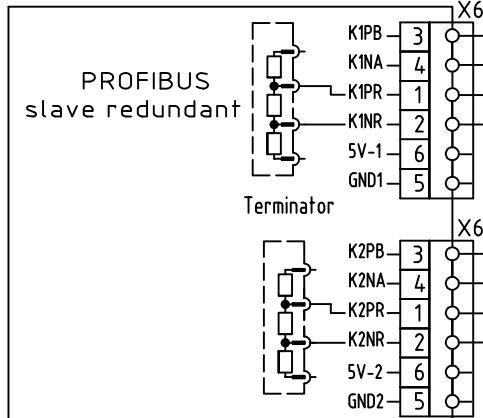 X6
K1PB 3
K1NA 4
PROFIBUS
slave redundant
K1PR 1
K1NR 2
5V-1 6
GND1 5
Terminator
X6
K2PB 3
K2NA 4
K2PR 1
K2NR 2
5V-2 6
GND2 5